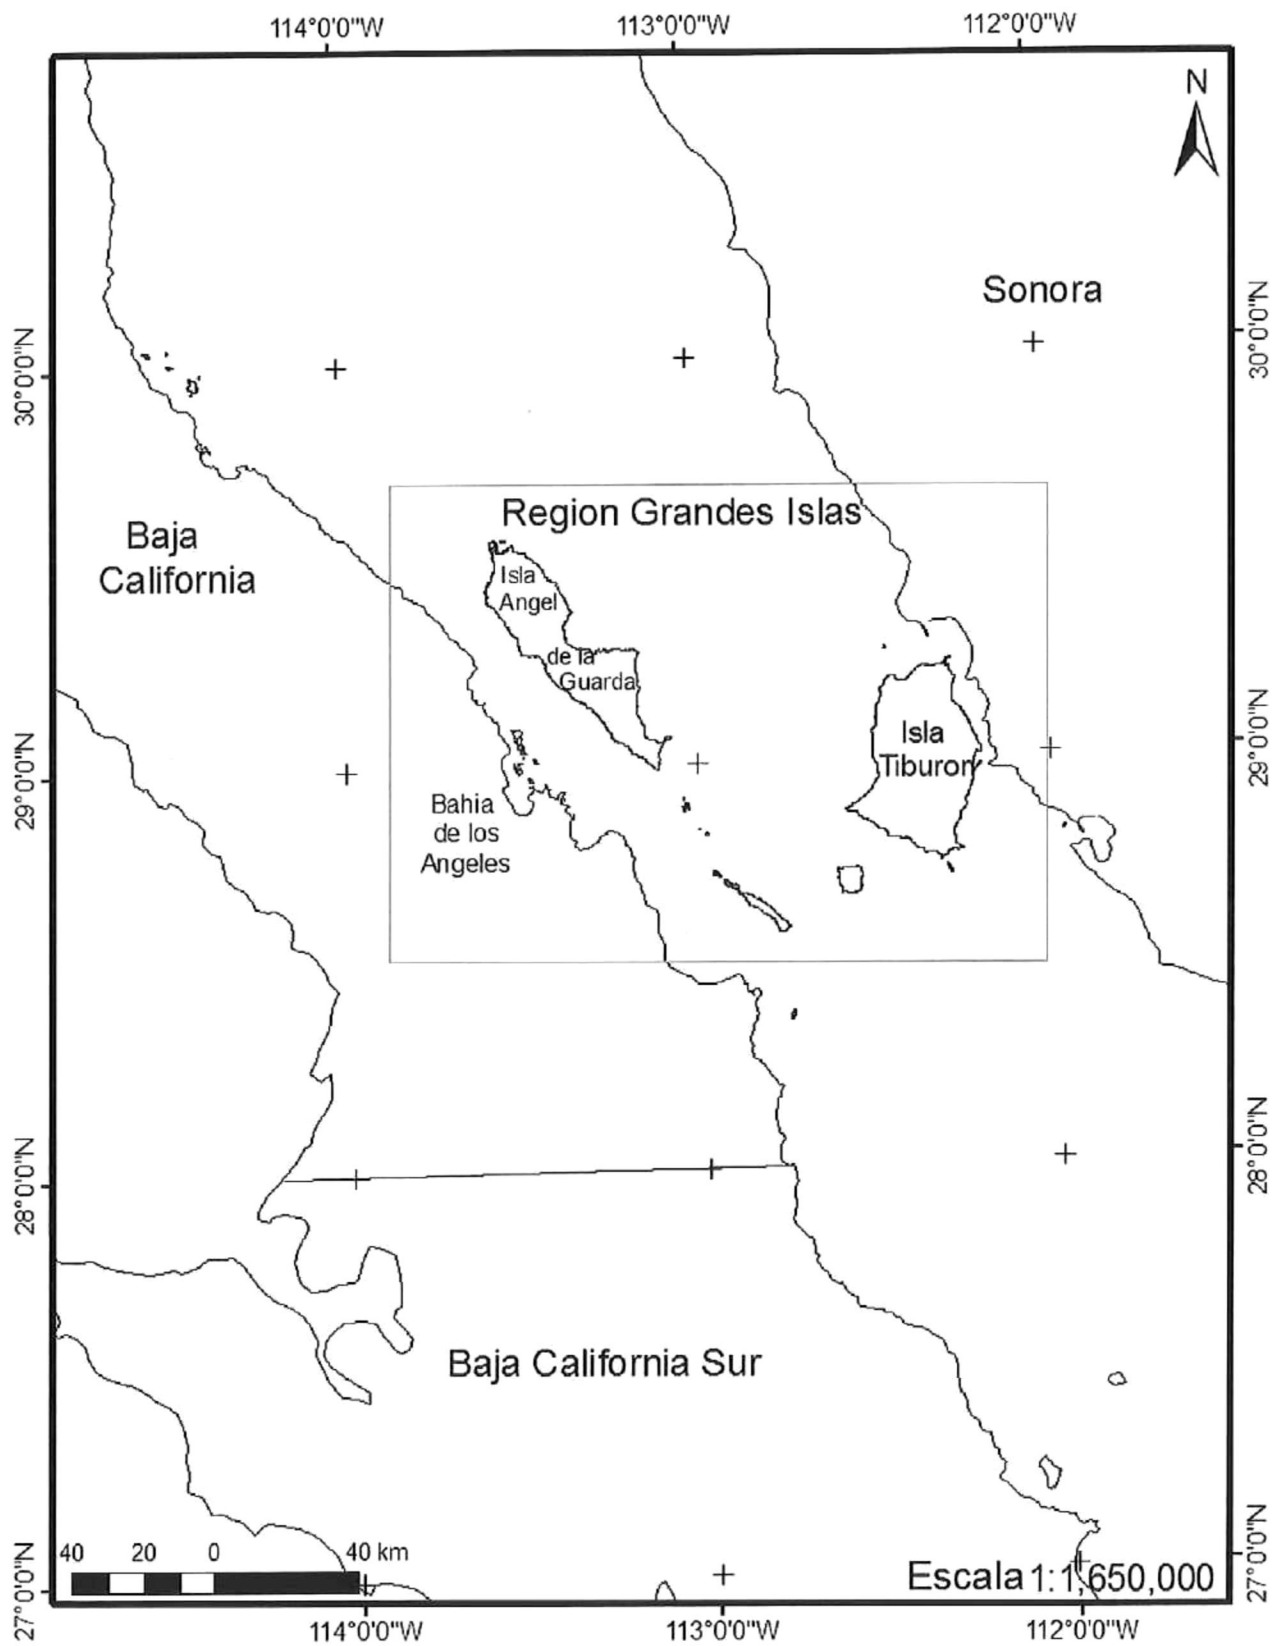 114°0'0"W
113°0'0"W
112°0'0"W
N
Sonora
30°0'0"N
30°0'0"N
Region Grandes Islas
Baja
California
Isla
Angel
de la
Guarda
Isla
Tiburon
29°0'0"N
29°0'0"N
Bahia
de los
Angeles
28°0'0"N
28°0'0"N
Baja California Sur
40 20 0 40 km
Escala 1:1,650,000
27°0'0"N
27°0'0"N
114°0'0"W
113°0'0"W
112°0'0"W